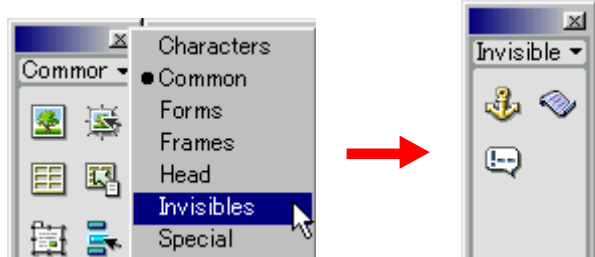 Commor
Characters
Common
Forms
Frames
Head
Invisibles
Special
Invisible